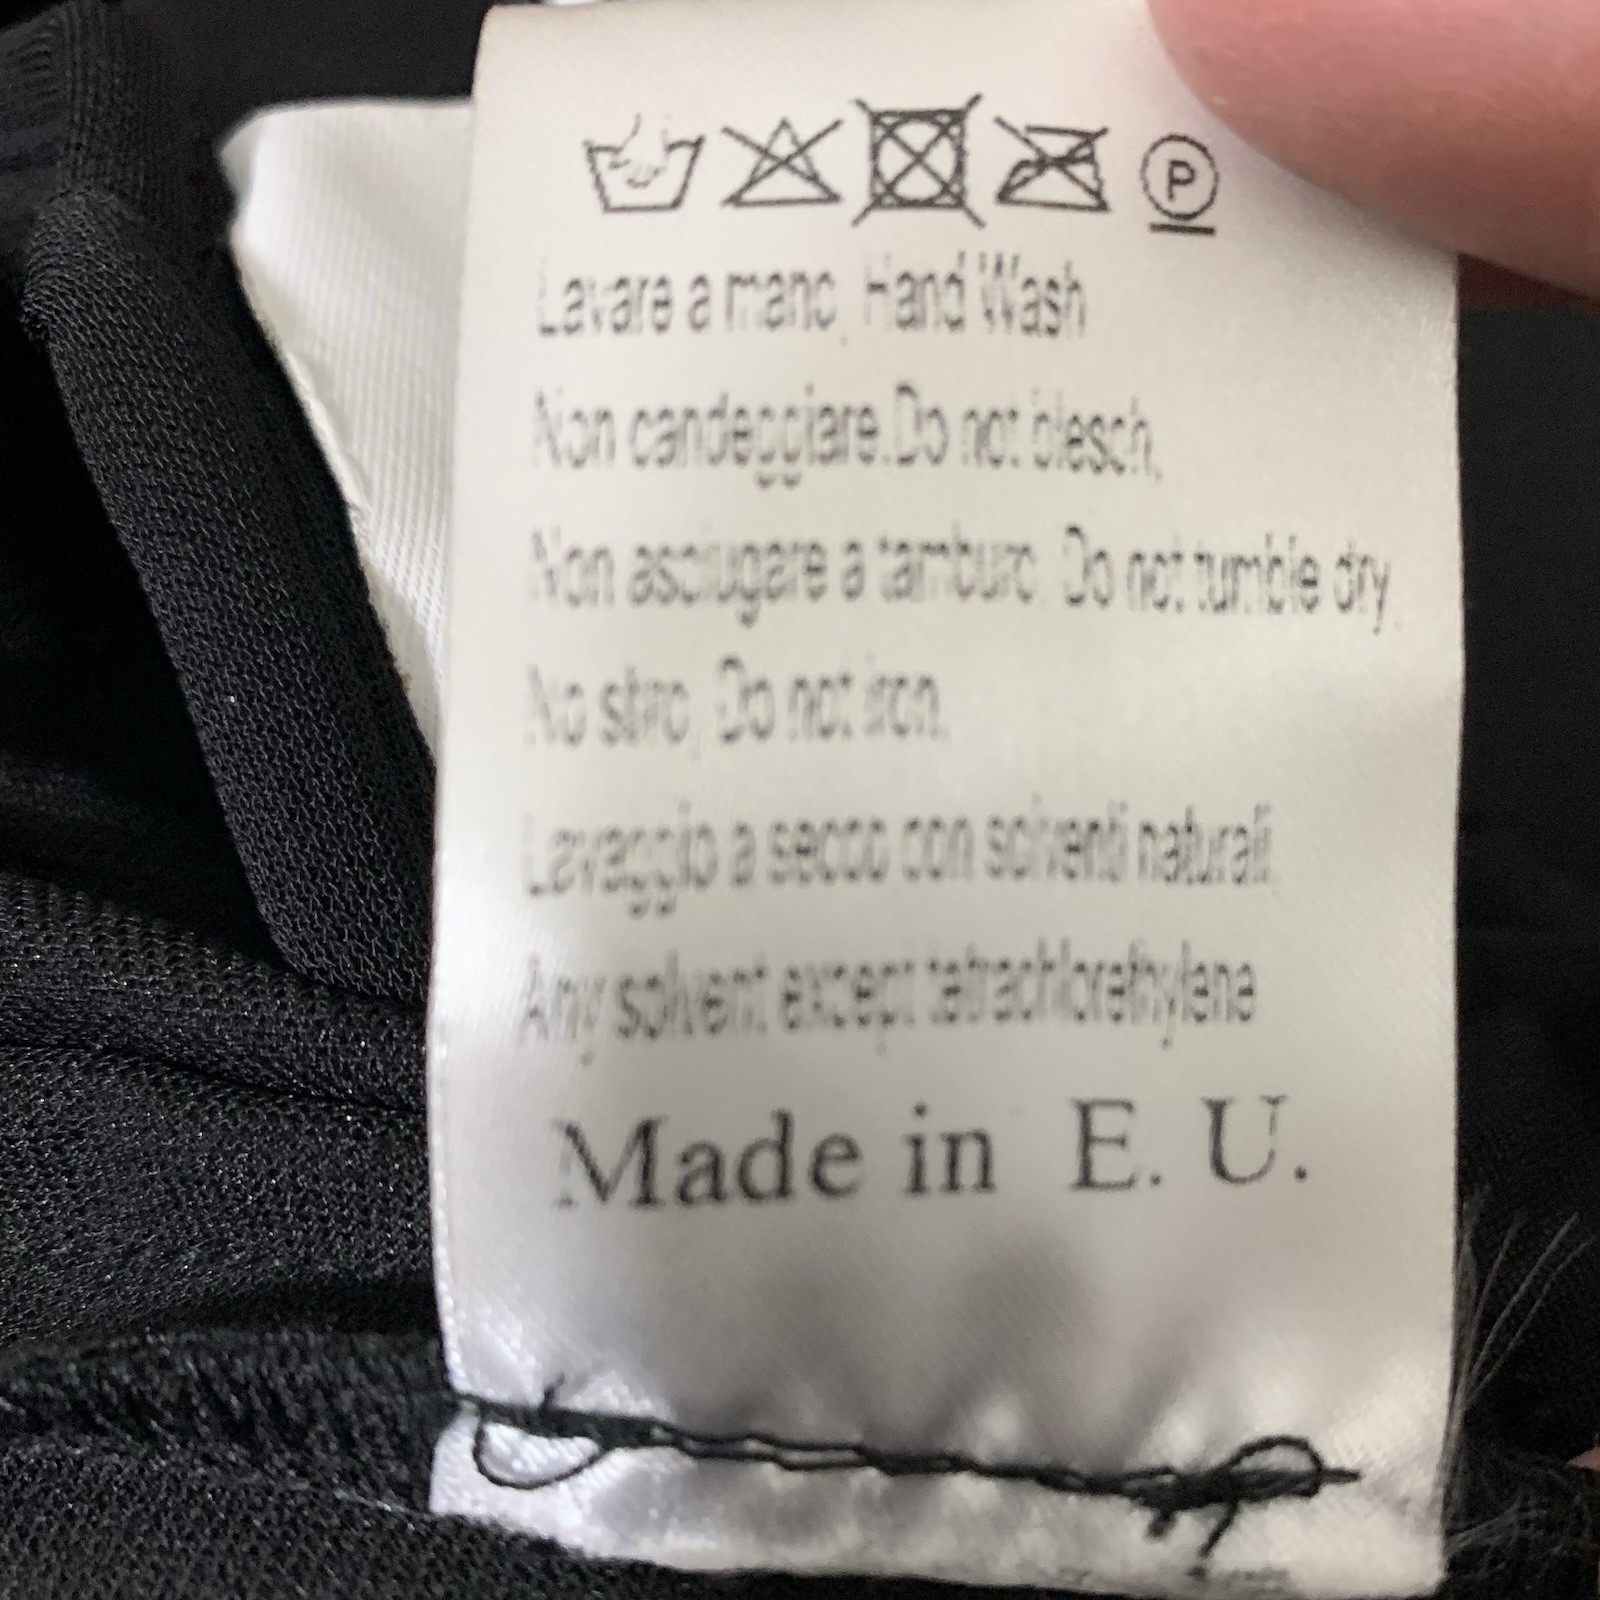 P
Lavare a mano, Hand Wash
Non candeggiare.Do not blesch,
Non asciugare a tamburo Do not tumble dry
No stiro, Do not iron,
Lavaggio a secco con solventi naturali
Any solvent except tetrachlorethylene
Made in E. U.